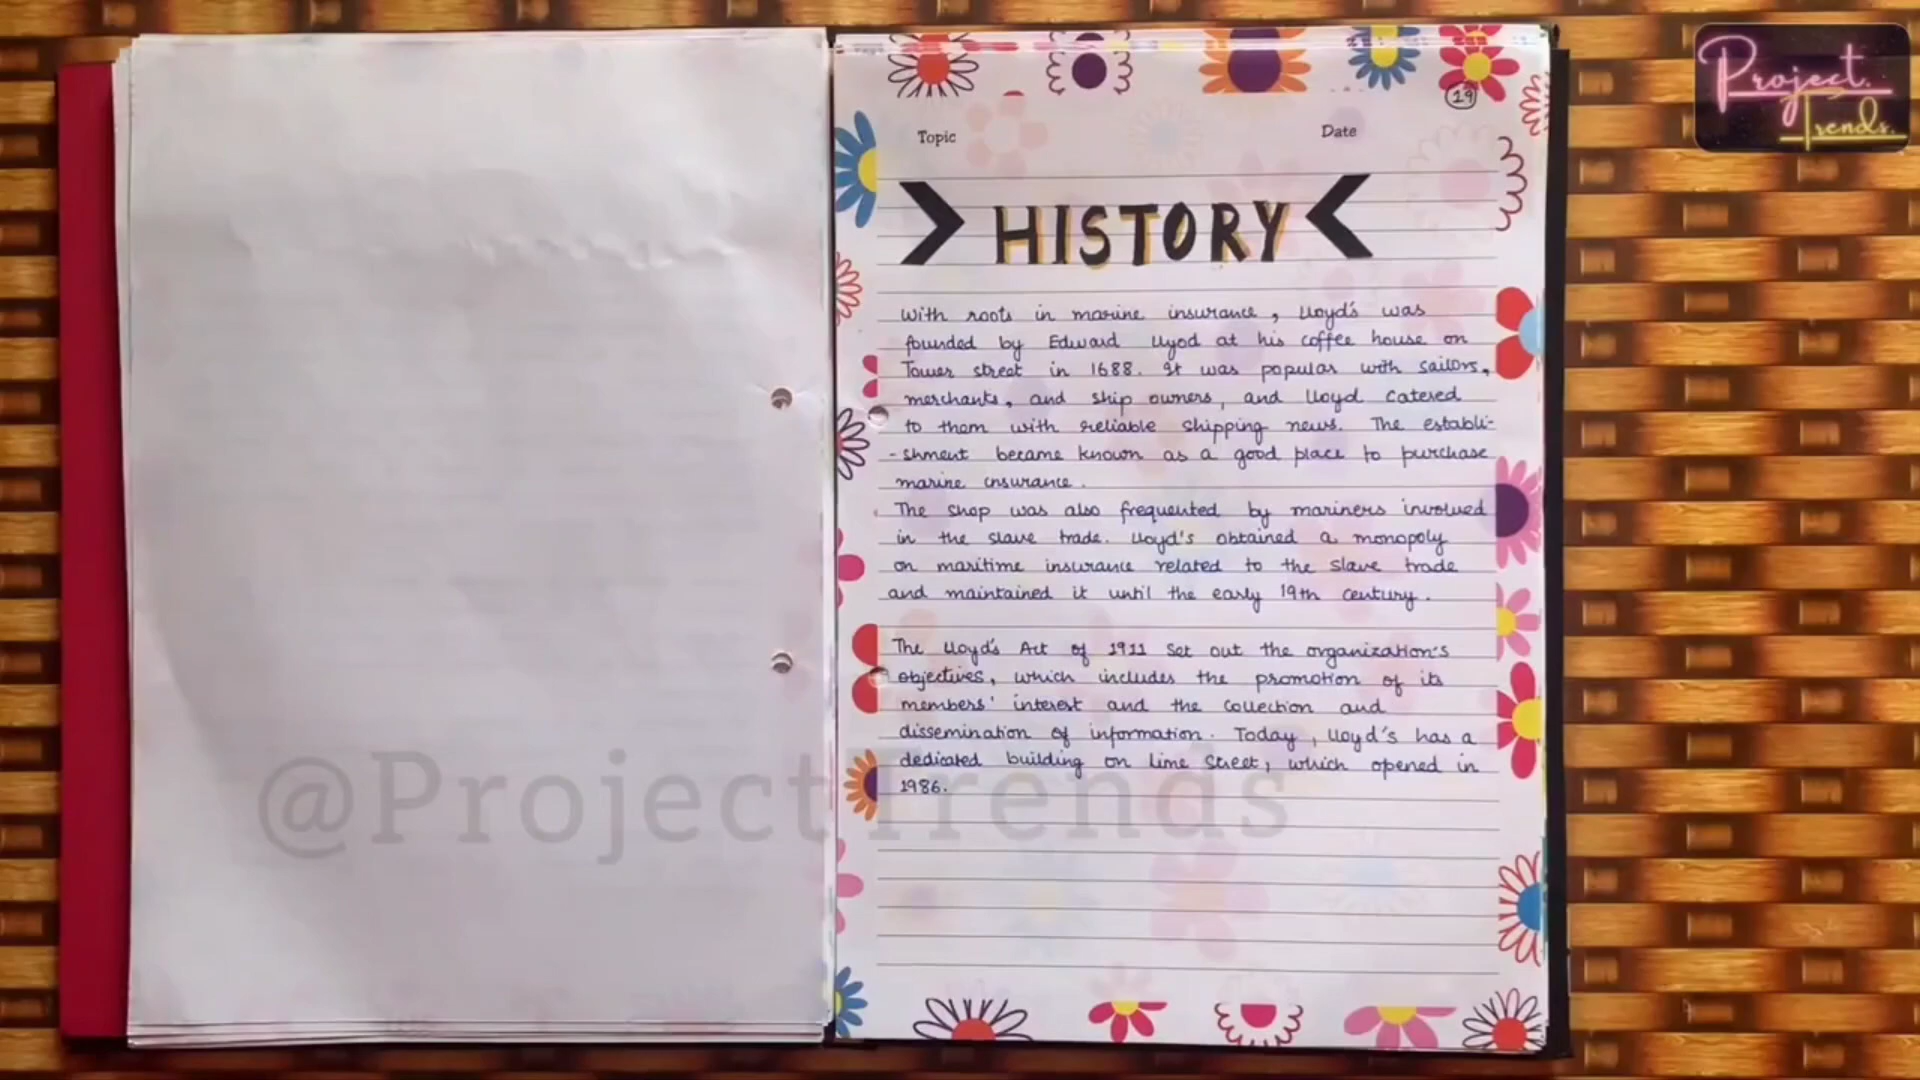 Project.
Trends.
19
Topic
Date
HISTORY
With roots in marine insurance, Lloyd's was
founded by Edward Llyod at his coffee house on
Tower street in 1688. It was popular with sailors,
merchants, and ship owners, and Lloyd catered
to them with reliable shipping news. The establi-
-shment became known as a good place to purchase
marine insurance.
The shop was also frequented by mariners involved
in the slave trade. Lloyd's obtained a monopoly
on maritime insurance related to the slave trade
and maintained it until the early 19th century.
The Lloyd's Act of 1911 set out the organization's
objectives, which includes the promotion of its
members' interest and the collection and
dissemination of information. Today, Lloyd's has a
dedicated building on Lime Street, which opened in
1986.
@ProjectTrends